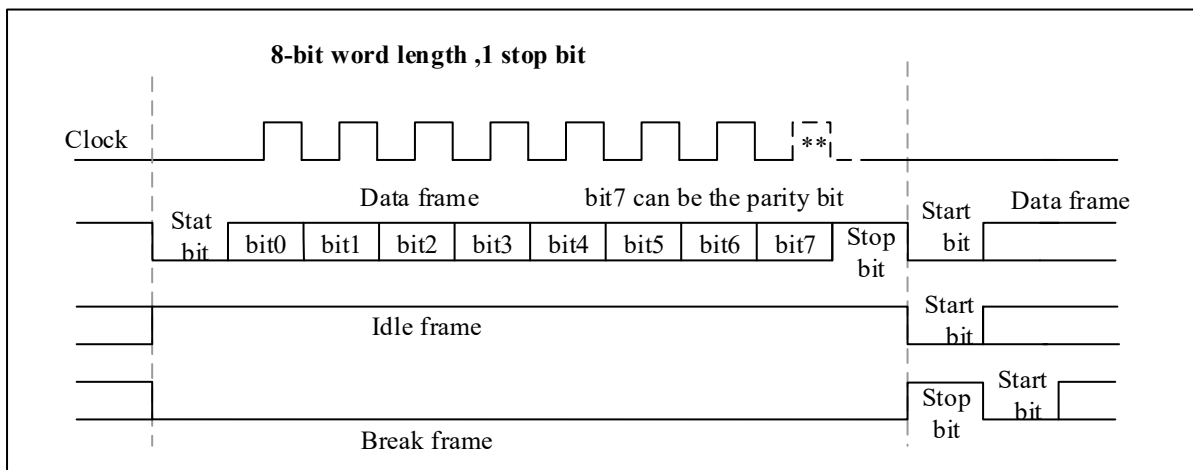 8-bit word length ,1 stop bit
Clock
**
Data frame
bit7 can be the parity bit
Stat
bit
bit0
bit1
bit2
bit3
bit4
bit5
bit6
bit7
Stop
bit
Start
bit
Data frame
Idle frame
Start
bit
Break frame
Stop
bit
Start
bit